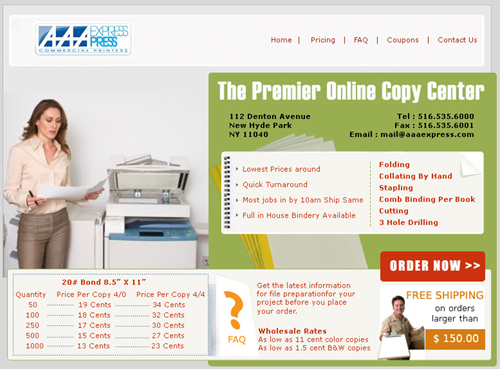 AAA EXPRESS PRESS
COMMERCIAL PRINTERS
Home | Pricing | FAQ | Coupons | Contact Us
The Premier Online Copy Center
112 Denton Avenue
New Hyde Park
NY 11040
Tel : 516.535.6000
Fax : 516.535.6001
Email : mail@aaaexpress.com
Lowest Prices around
Quick Turnaround
Most jobs in by 10am Ship Same
Full in House Bindery Available
Folding
Collating By Hand
Stapling
Comb Binding Per Book
Cutting
3 Hole Drilling
ORDER NOW >>
20# Bond 8.5" X 11"
Quantity Price Per Copy 4/0 Price Per Copy 4/4
50 ........... 19 Cents ........... 34 Cents
100 ........... 18 Cents ........... 32 Cents
250 ........... 17 Cents ........... 30 Cents
500 ........... 15 Cents ........... 27 Cents
1000 ........... 13 Cents ........... 23 Cents
?
FAQ
Get the latest information
for file preparationfor your
project before you place
your order.
Wholesale Rates
As low as 11 cent color copies
As low as 1.5 cent B&W copies
FREE SHIPPING
on orders
larger than
$ 150.00